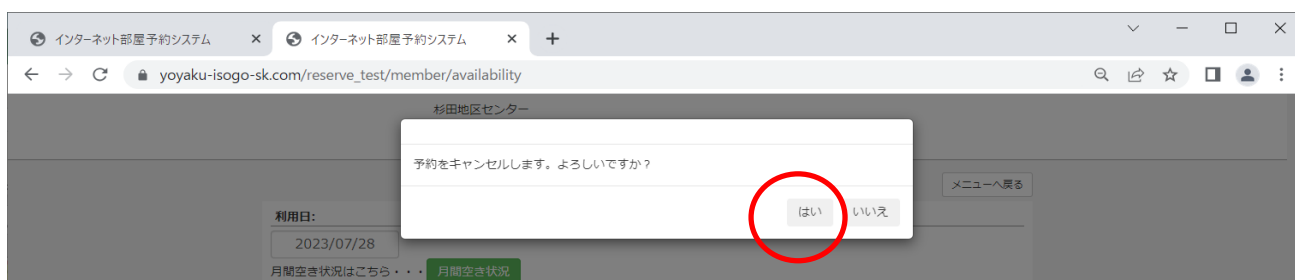 インターネット部屋予約システム
インターネット部屋予約システム
yoyaku-isogo-sk.com/reserve_test/member/availability
杉田地区センター
予約をキャンセルします。よろしいですか?
メニューへ戻る
はい いいえ
利用日:
2023/07/28
月間空き状況はこちら・・・ 月間空き状況